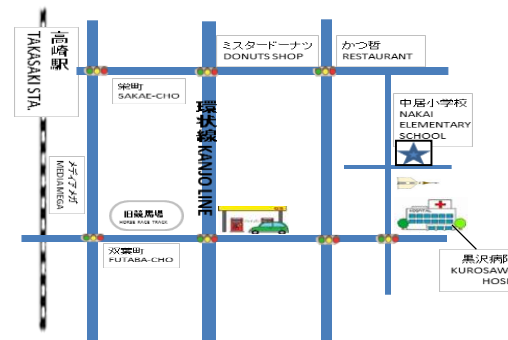 高崎駅
TAKASAKI STA.
ミスタードーナツ
DONUTS SHOP
かつ哲
RESTAURANT
栄町
SAKAE-CHO
環状線 KANJO LINE
中居小学校
NAKAI
ELEMENTARY
SCHOOL
メディアメガ
MEDIAMEGA
旧競馬場
HORSE RACE TRACK
双葉町
FUTABA-CHO
HOSPITAL
黒沢病院
KUROSAW
HOS